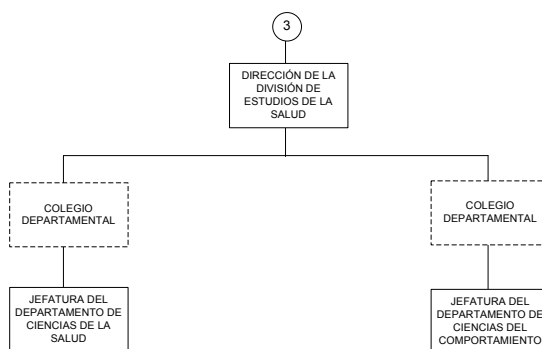 3
DIRECCIÓN DE LA
DIVISIÓN DE
ESTUDIOS DE LA
SALUD
COLEGIO
DEPARTAMENTAL
COLEGIO
DEPARTAMENTAL
JEFATURA DEL
DEPARTAMENTO DE
CIENCIAS DE LA
SALUD
JEFATURA DEL
DEPARTAMENTO DE
CIENCIAS DEL
COMPORTAMIENTO